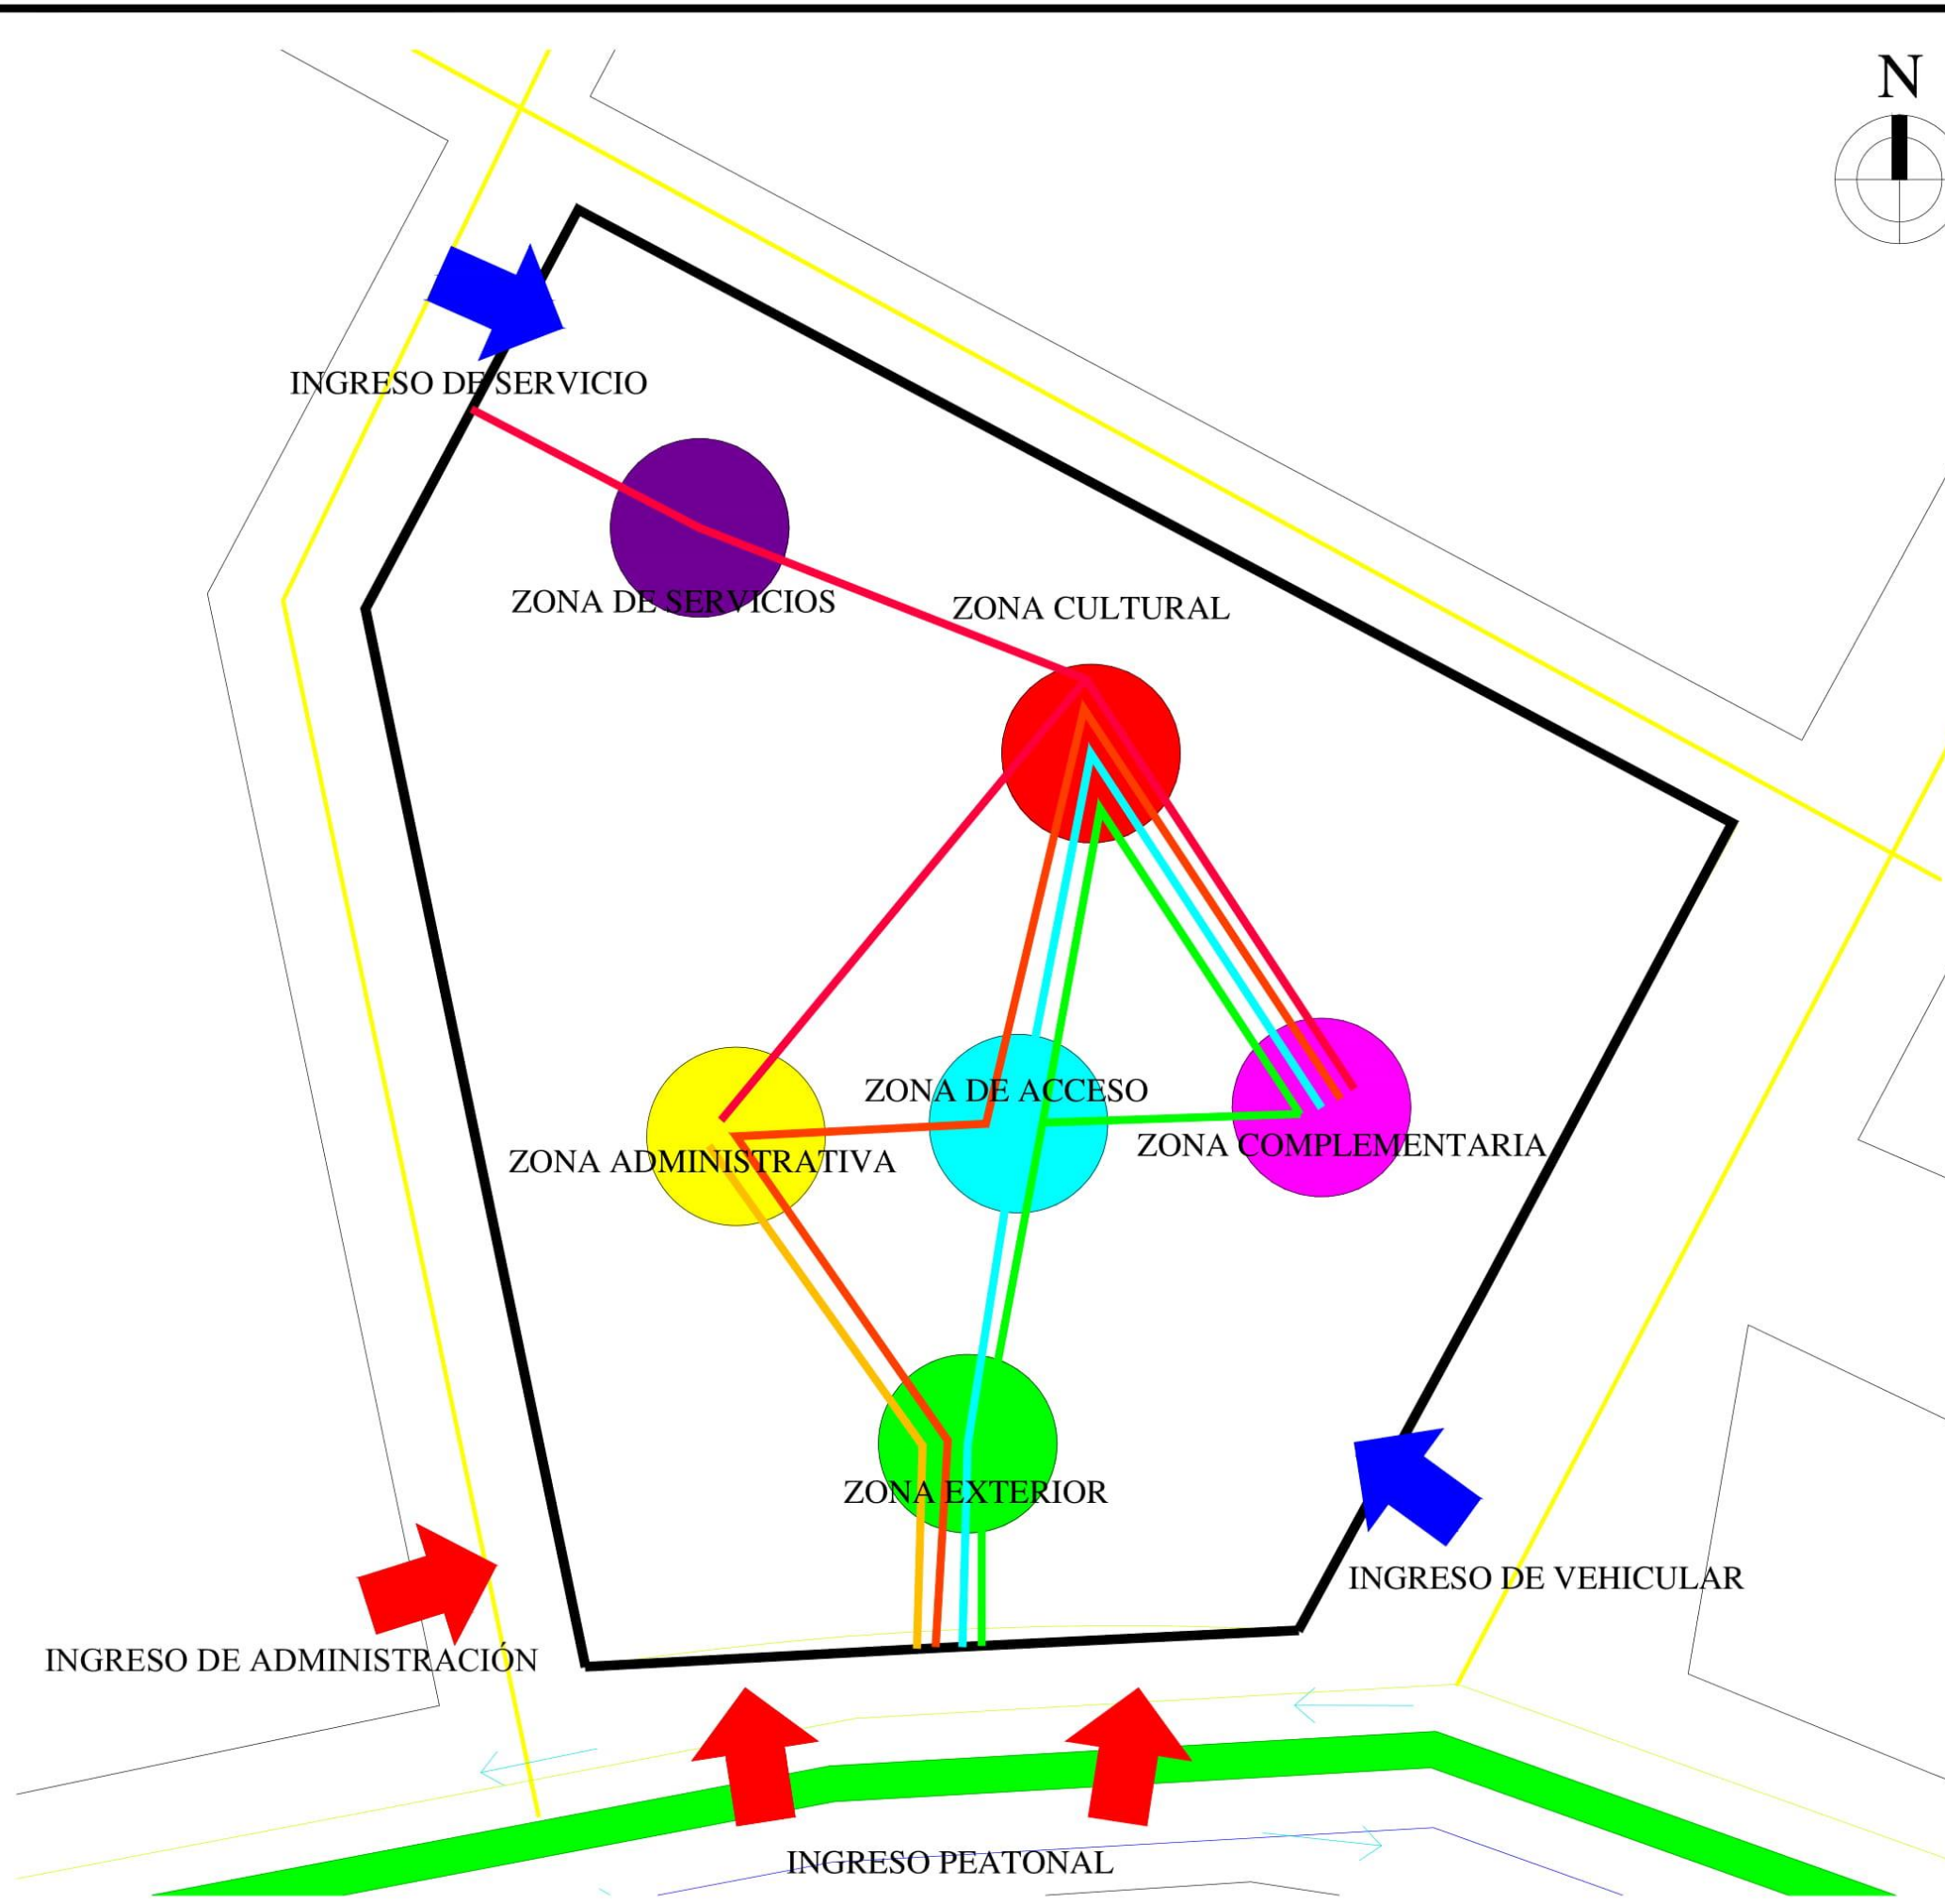 N
INGRESO DE SERVICIO
ZONA DE SERVICIOS
ZONA CULTURAL
ZONA DE ACCESO
ZONA COMPLEMENTARIA
ZONA ADMINISTRATIVA
ZONA EXTERIOR
INGRESO DE VEHICULAR
INGRESO DE ADMINISTRACIÓN
INGRESO PEATONAL